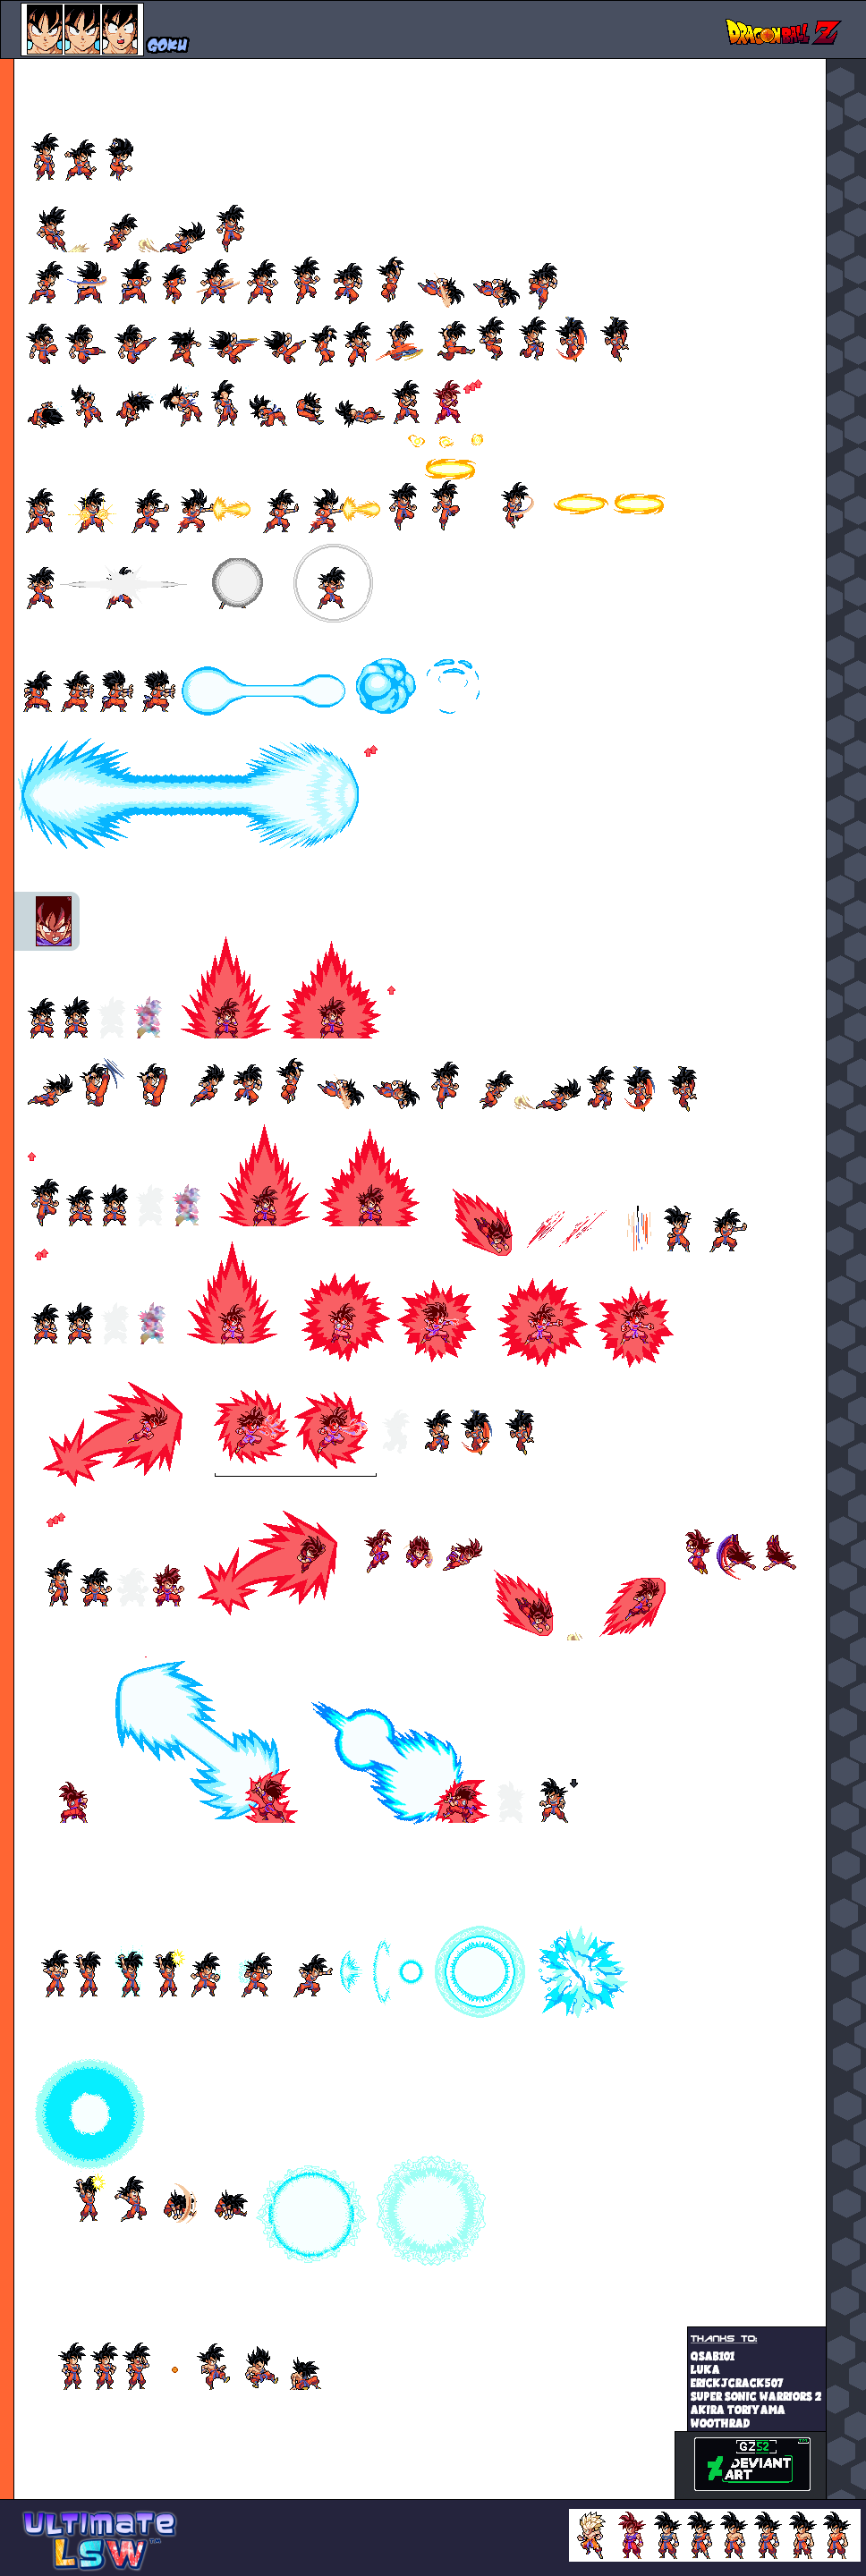 GOKU
DRAGON BALL Z
THANKS TO:
QSAB101
LUKA
ERICKJCRACK507
SUPER SONIC WARRIORS 2
AKIRA TORIYAMA
WOOTHRAD
GZ52
DEVIANT
ART
ULTIMATE
LSW